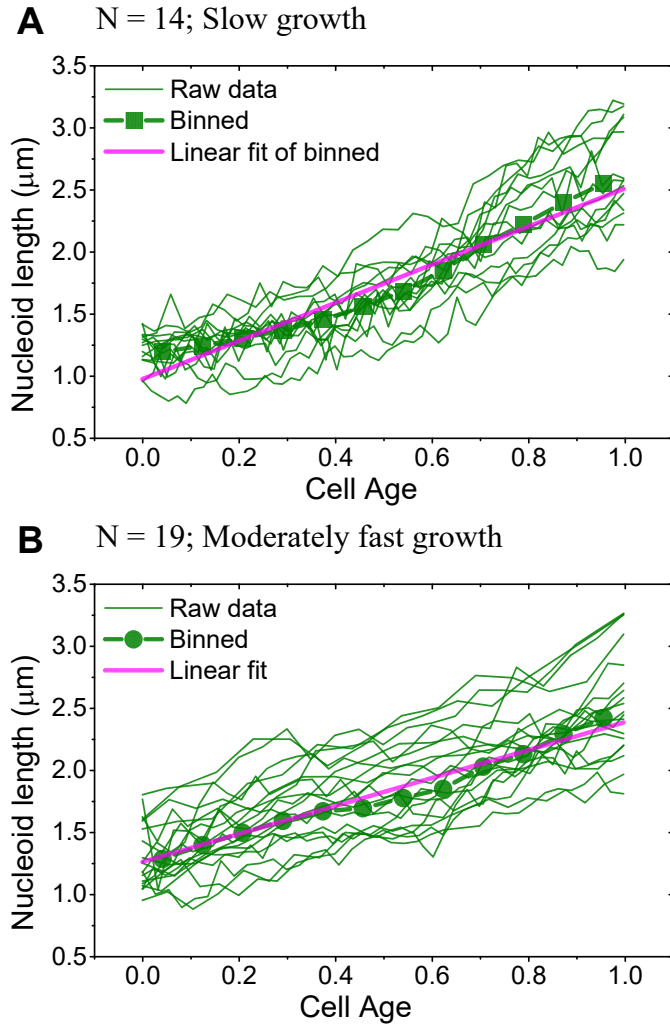 A N = 14; Slow growth
3.5
Raw data
3.0
Binned
Linear fit of binned
2.5
2.0
1.5
1.0
0.5
Nucleoid length (μm)
0.0 0.2 0.4 0.6 0.8 1.0
Cell Age
B N = 19; Moderately fast growth
3.5
Raw data
3.0
Binned
Linear fit
2.5
2.0
1.5
1.0
0.5
Nucleoid length (μm)
0.0 0.2 0.4 0.6 0.8 1.0
Cell Age